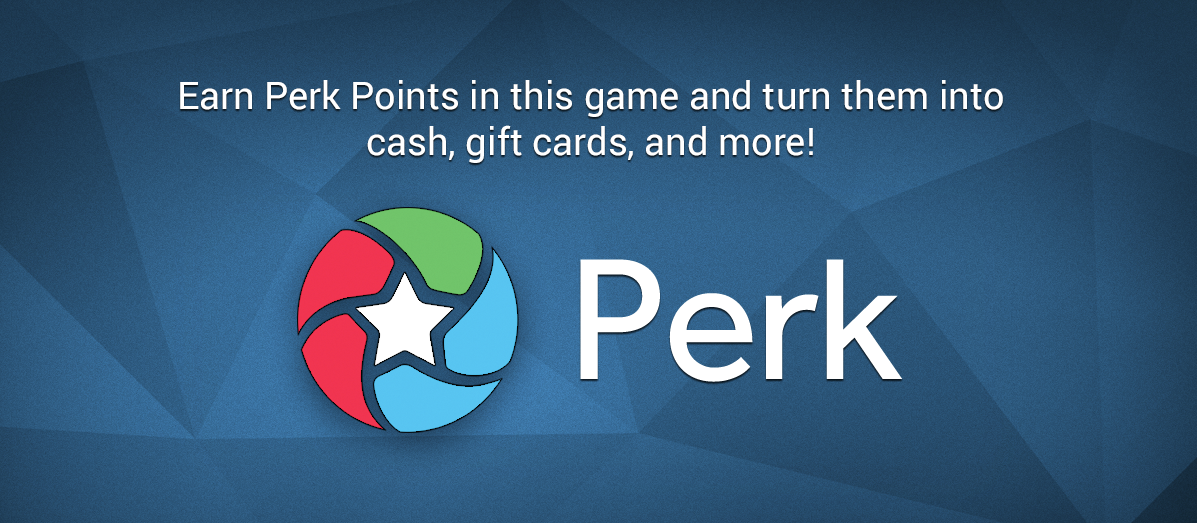 Earn Perk Points in this game and turn them into
cash, gift cards, and more!
Perk